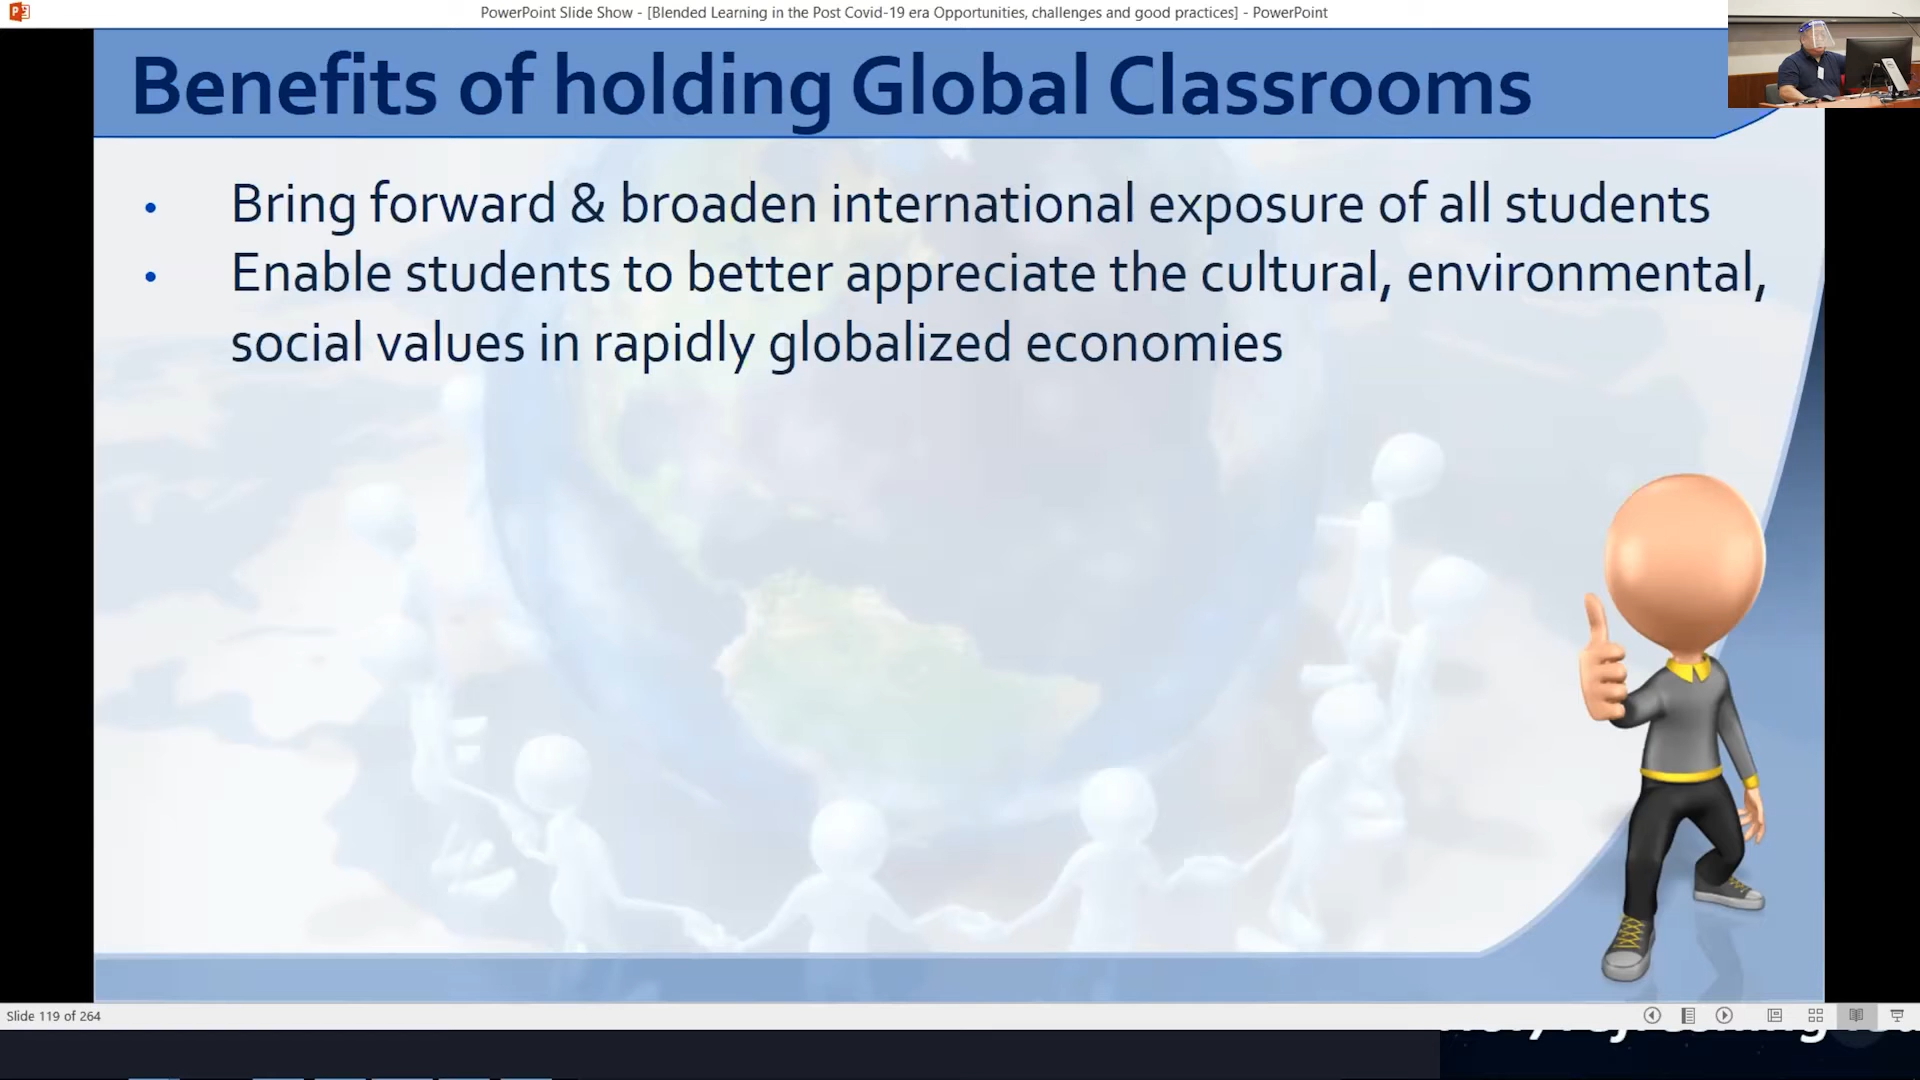 PowerPoint Slide Show - [Blended Learning in the Post Covid-19 era Opportunities, challenges and good practices] - PowerPoint
Benefits of holding Global Classrooms
• Bring forward & broaden international exposure of all students
• Enable students to better appreciate the cultural, environmental,
social values in rapidly globalized economies
Slide 119 of 264